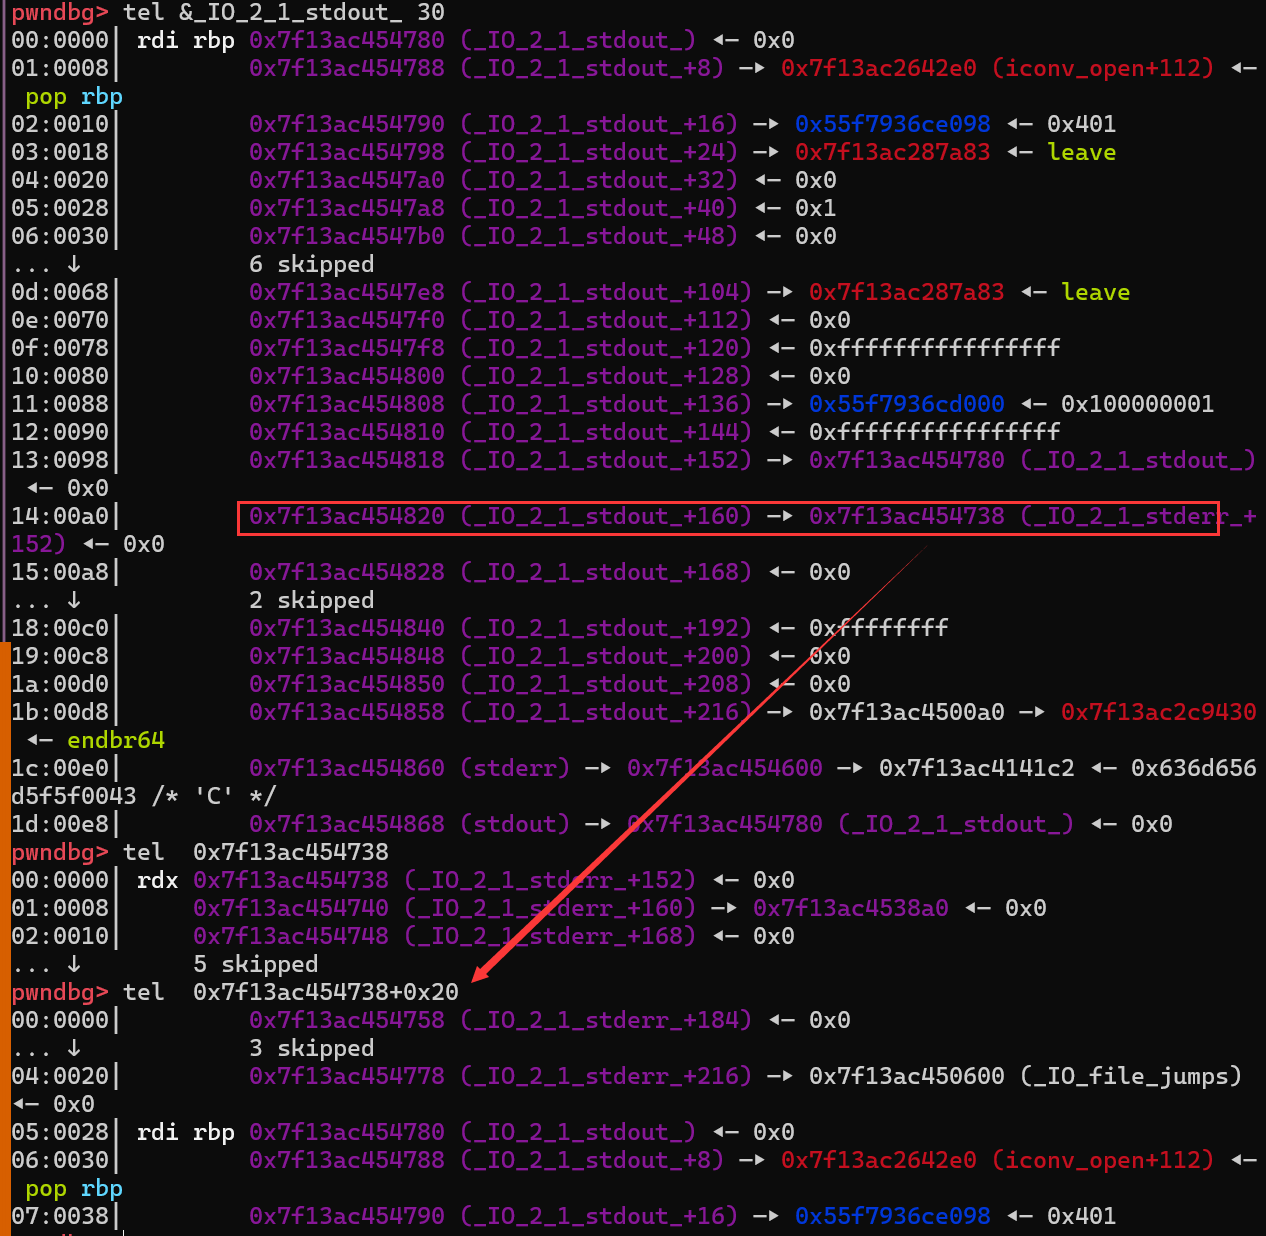 pwndbg> tel &_IO_2_1_stdout_ 30
00:0000│ rdi rbp 0x7f13ac454780 (_IO_2_1_stdout_) ◂— 0x0
01:0008│         0x7f13ac454788 (_IO_2_1_stdout_+8) —▸ 0x7f13ac2642e0 (iconv_open+112) ◂—
 pop rbp
02:0010│         0x7f13ac454790 (_IO_2_1_stdout_+16) —▸ 0x55f7936ce098 ◂— 0x401
03:0018│         0x7f13ac454798 (_IO_2_1_stdout_+24) —▸ 0x7f13ac287a83 ◂— leave
04:0020│         0x7f13ac4547a0 (_IO_2_1_stdout_+32) ◂— 0x0
05:0028│         0x7f13ac4547a8 (_IO_2_1_stdout_+40) ◂— 0x1
06:0030│         0x7f13ac4547b0 (_IO_2_1_stdout_+48) ◂— 0x0
... ↓            6 skipped
0d:0068│         0x7f13ac4547e8 (_IO_2_1_stdout_+104) —▸ 0x7f13ac287a83 ◂— leave
0e:0070│         0x7f13ac4547f0 (_IO_2_1_stdout_+112) ◂— 0x0
0f:0078│         0x7f13ac4547f8 (_IO_2_1_stdout_+120) ◂— 0xffffffffffffffff
10:0080│         0x7f13ac454800 (_IO_2_1_stdout_+128) ◂— 0x0
11:0088│         0x7f13ac454808 (_IO_2_1_stdout_+136) —▸ 0x55f7936cd000 ◂— 0x100000001
12:0090│         0x7f13ac454810 (_IO_2_1_stdout_+144) ◂— 0xffffffffffffffff
13:0098│         0x7f13ac454818 (_IO_2_1_stdout_+152) —▸ 0x7f13ac454780 (_IO_2_1_stdout_)
 ◂— 0x0
14:00a0│         0x7f13ac454820 (_IO_2_1_stdout_+160) —▸ 0x7f13ac454738 (_IO_2_1_stderr_+
152) ◂— 0x0
15:00a8│         0x7f13ac454828 (_IO_2_1_stdout_+168) ◂— 0x0
... ↓            2 skipped
18:00c0│         0x7f13ac454840 (_IO_2_1_stdout_+192) ◂— 0xffffffff
19:00c8│         0x7f13ac454848 (_IO_2_1_stdout_+200) ◂— 0x0
1a:00d0│         0x7f13ac454850 (_IO_2_1_stdout_+208) ◂— 0x0
1b:00d8│         0x7f13ac454858 (_IO_2_1_stdout_+216) —▸ 0x7f13ac4500a0 —▸ 0x7f13ac2c9430
 ◂— endbr64
1c:00e0│         0x7f13ac454860 (stderr) —▸ 0x7f13ac454600 —▸ 0x7f13ac4141c2 ◂— 0x636d656
d5f5f0043 /* 'C' */
1d:00e8│         0x7f13ac454868 (stdout) —▸ 0x7f13ac454780 (_IO_2_1_stdout_) ◂— 0x0
pwndbg> tel  0x7f13ac454738
00:0000│ rdx 0x7f13ac454738 (_IO_2_1_stderr_+152) ◂— 0x0
01:0008│     0x7f13ac454740 (_IO_2_1_stderr_+160) —▸ 0x7f13ac4538a0 ◂— 0x0
02:0010│     0x7f13ac454748 (_IO_2_1_stderr_+168) ◂— 0x0
... ↓        5 skipped
pwndbg> tel  0x7f13ac454738+0x20
00:0000│         0x7f13ac454758 (_IO_2_1_stderr_+184) ◂— 0x0
... ↓            3 skipped
04:0020│         0x7f13ac454778 (_IO_2_1_stderr_+216) —▸ 0x7f13ac450600 (_IO_file_jumps)
◂— 0x0
05:0028│ rdi rbp 0x7f13ac454780 (_IO_2_1_stdout_) ◂— 0x0
06:0030│         0x7f13ac454788 (_IO_2_1_stdout_+8) —▸ 0x7f13ac2642e0 (iconv_open+112) ◂—
 pop rbp
07:0038│         0x7f13ac454790 (_IO_2_1_stdout_+16) —▸ 0x55f7936ce098 ◂— 0x401